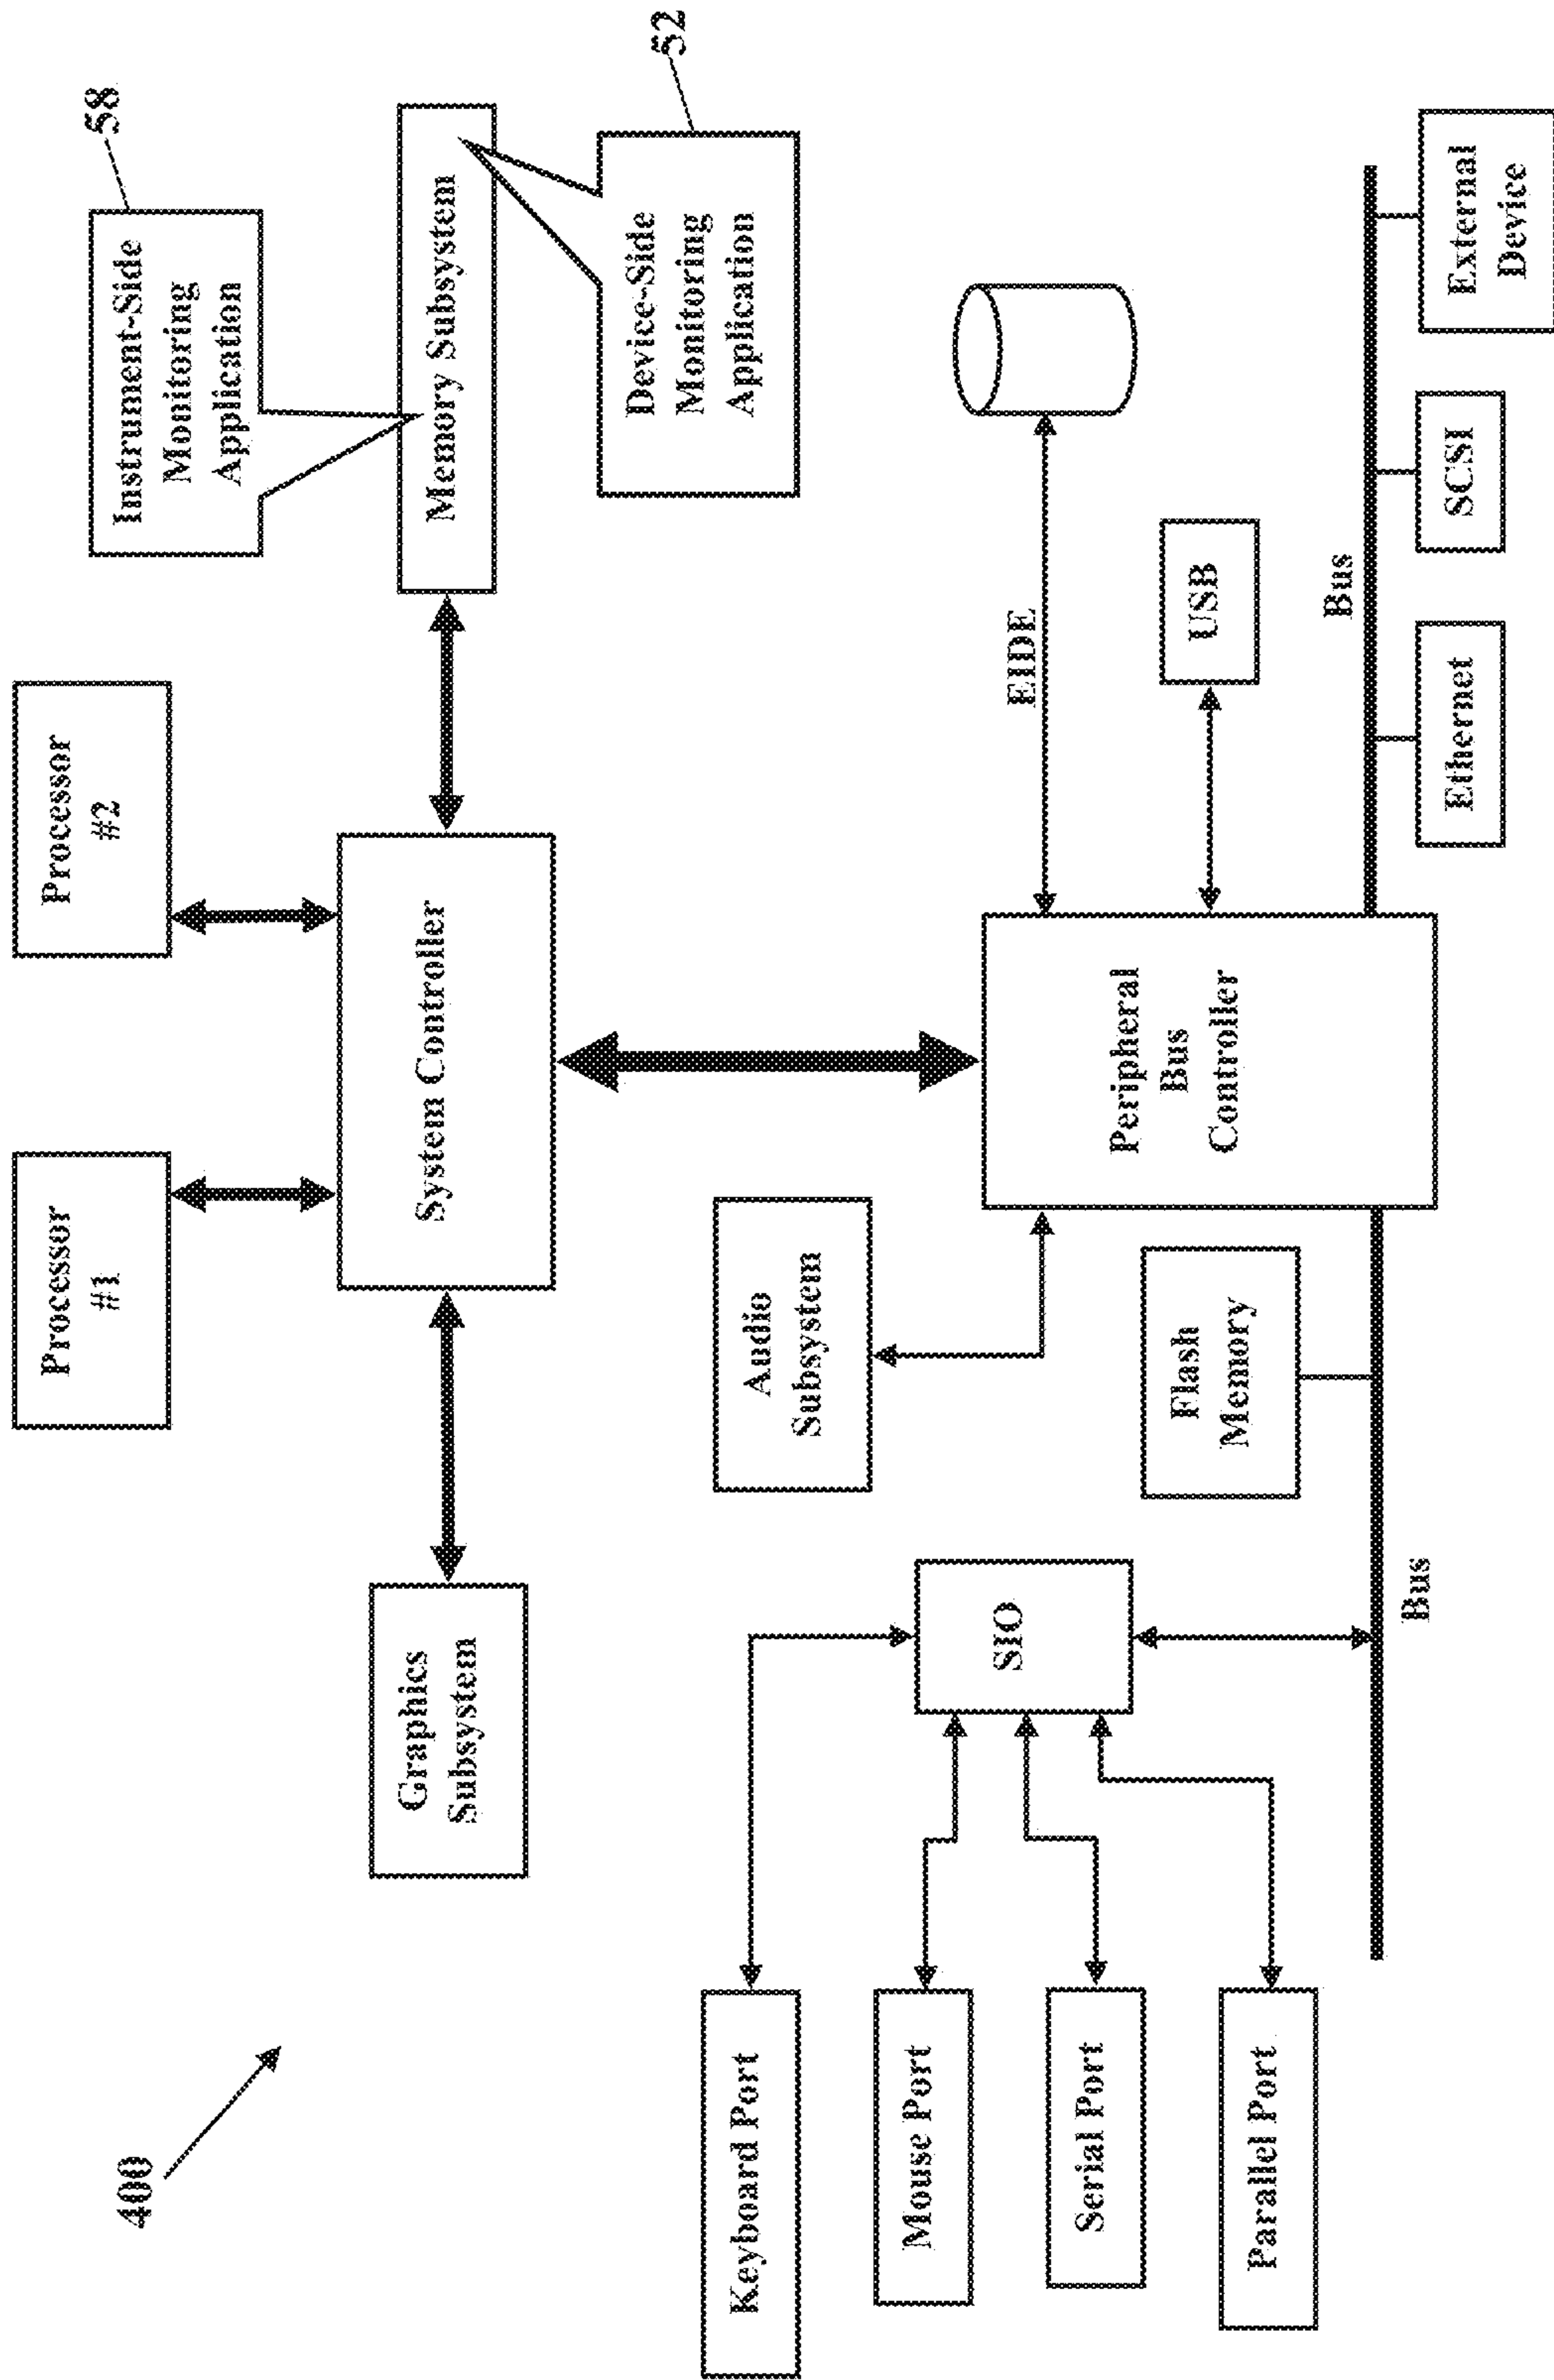 400
Processor
#1
Processor
#2
Instrument-Side
Monitoring
Application
58
Graphics
Subsystem
System Controller
Memory Subsystem
Device-Side
Monitoring
Application
52
Keyboard Port
Mouse Port
Serial Port
Parallel Port
SIO
Audio
Subsystem
Flash
Memory
Peripheral
Bus
Controller
EIDE
USB
Bus
Bus
Ethernet
SCSI
External
Device